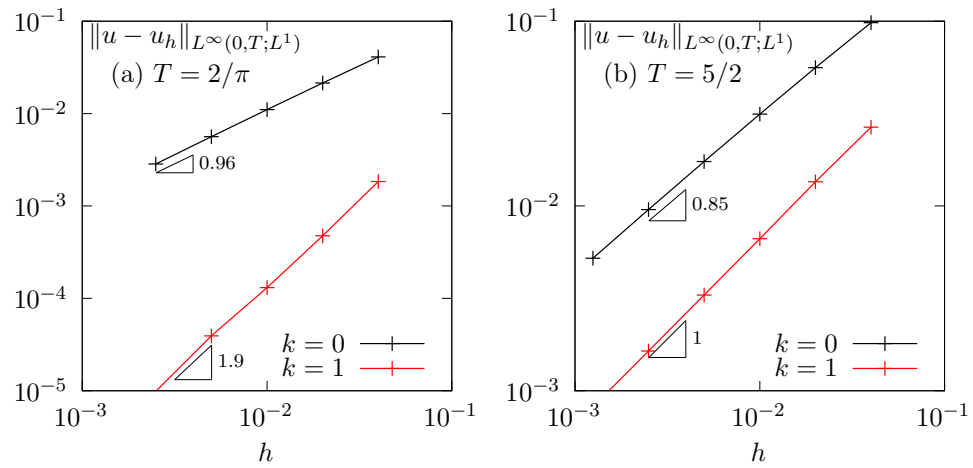 10⁻¹
10⁻²
10⁻³
10⁻⁴
10⁻⁵
‖u − u_h‖_{L^∞(0,T;L¹)}
(a) T = 2/π
0.96
1.9
k = 0
k = 1
10⁻³ 10⁻² 10⁻¹
h
10⁻¹
10⁻²
10⁻³
‖u − u_h‖_{L^∞(0,T;L¹)}
(b) T = 5/2
0.85
1
k = 0
k = 1
10⁻³ 10⁻² 10⁻¹
h